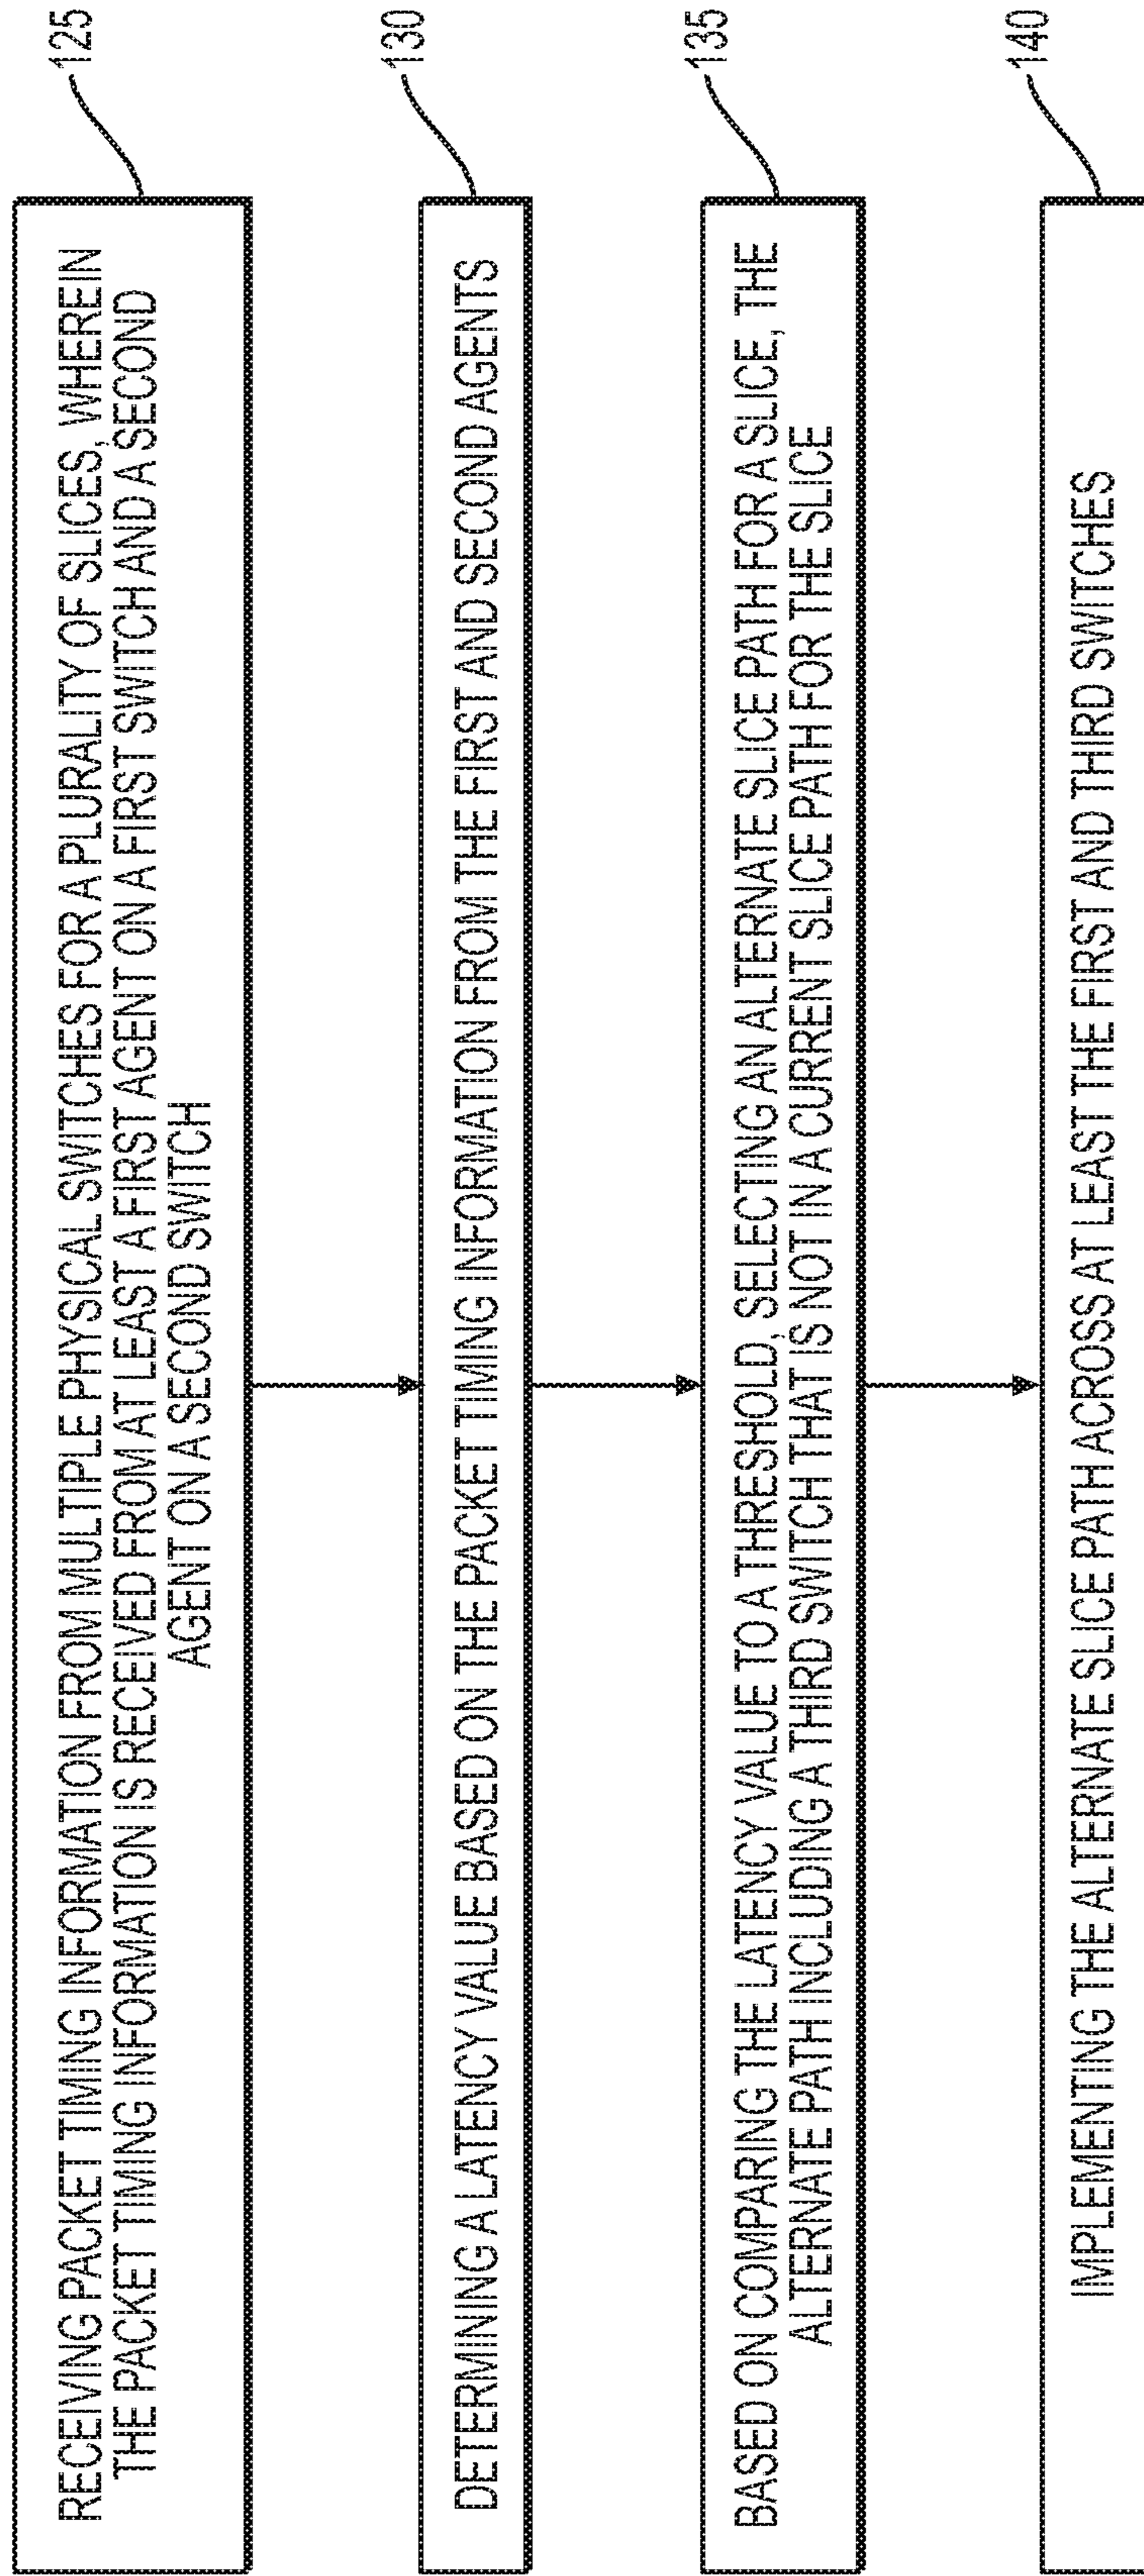 RECEIVING PACKET TIMING INFORMATION FROM MULTIPLE PHYSICAL SWITCHES FOR A PLURALITY OF SLICES, WHEREIN
THE PACKET TIMING INFORMATION IS RECEIVED FROM AT LEAST A FIRST AGENT ON A FIRST SWITCH AND A SECOND
AGENT ON A SECOND SWITCH
125
DETERMINING A LATENCY VALUE BASED ON THE PACKET TIMING INFORMATION FROM THE FIRST AND SECOND AGENTS
130
BASED ON COMPARING THE LATENCY VALUE TO A THRESHOLD, SELECTING AN ALTERNATE SLICE PATH FOR A SLICE, THE
ALTERNATE PATH INCLUDING A THIRD SWITCH THAT IS NOT IN A CURRENT SLICE PATH FOR THE SLICE
135
IMPLEMENTING THE ALTERNATE SLICE PATH ACROSS AT LEAST THE FIRST AND THIRD SWITCHES
140